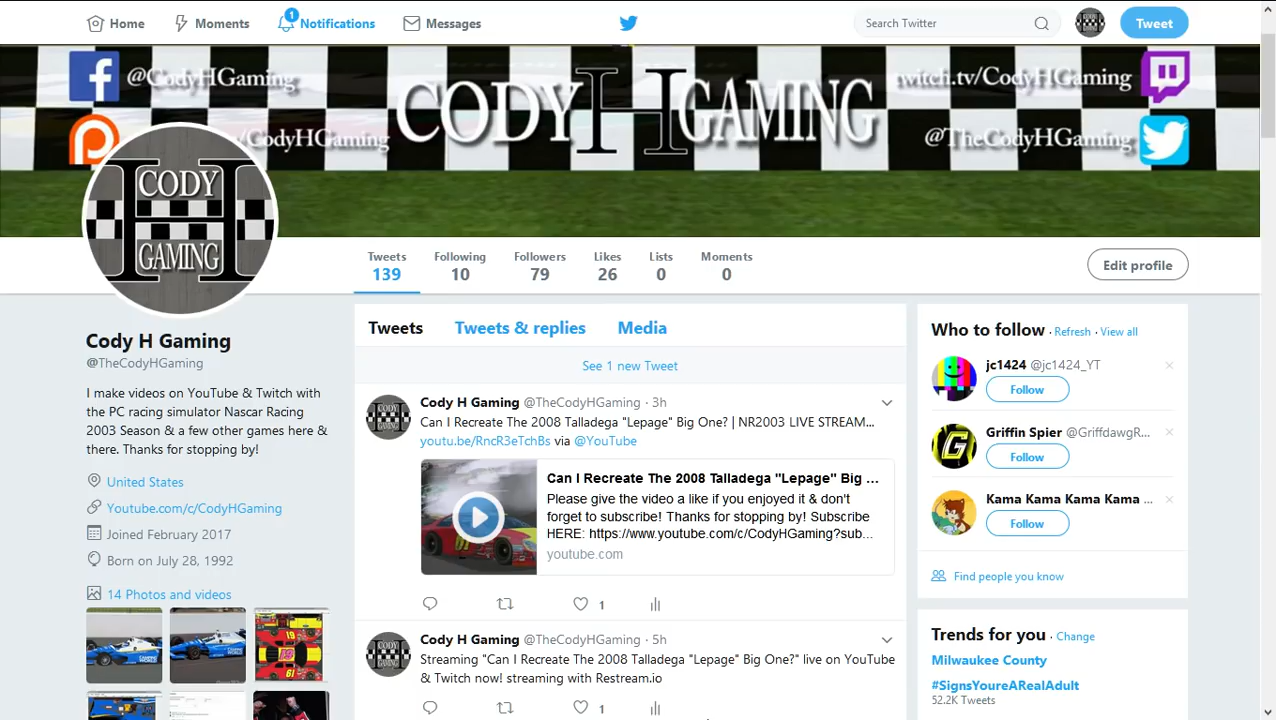 Home
Moments
1
Notifications
Messages
Search Twitter
Tweet
@CodyHGaming
CODY H GAMING
twitch.tv/CodyHGaming
/CodyHGaming
@TheCodyHGaming
CODY
GAMING
Tweets
139
Following
10
Followers
79
Likes
26
Lists
0
Moments
0
Edit profile
Cody H Gaming
@TheCodyHGaming
I make videos on YouTube & Twitch with
the PC racing simulator Nascar Racing
2003 Season & a few other games here &
there. Thanks for stopping by!
United States
Youtube.com/c/CodyHGaming
Joined February 2017
Born on July 28, 1992
14 Photos and videos
Tweets
Tweets & replies
Media
See 1 new Tweet
Cody H Gaming @TheCodyHGaming · 3h
Can I Recreate The 2008 Talladega "Lepage" Big One? | NR2003 LIVE STREAM...
youtu.be/RncR3eTchBs via @YouTube
Can I Recreate The 2008 Talladega "Lepage" Big ...
Please give the video a like if you enjoyed it & don't
forget to subscribe! Thanks for stopping by! Subscribe
HERE: https://www.youtube.com/c/CodyHGaming?sub...
youtube.com
1
Cody H Gaming @TheCodyHGaming · 5h
Streaming "Can I Recreate The 2008 Talladega "Lepage" Big One?" live on YouTube
& Twitch now! streaming with Restream.io
1
Who to follow · Refresh · View all
jc1424 @jc1424_YT
Follow
Griffin Spier @GriffdawgR...
Follow
Kama Kama Kama Kama ...
Follow
Find people you know
Trends for you · Change
Milwaukee County
#SignsYoureARealAdult
52.2K Tweets